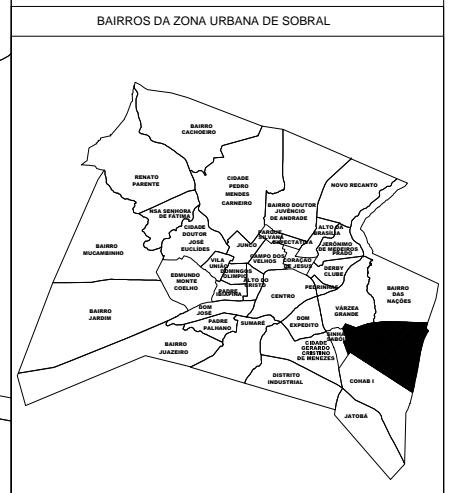 BAIRROS DA ZONA URBANA DE SOBRAL
BAIRRO
CACHOEIRO
RENATO
PARENTE
CIDADE
PEDRO
MENDES
CARNEIRO
NOVO RECANTO
BAIRRO DOUTOR
JUVÊNCIO
DE ANDRADE
NSA SENHORA
DE FÁTIMA
CIDADE
DOUTOR
JOSÉ
EUCLIDES
PARQUE
SILVANA
EXPECTATIVA
ALTO DA
BRASÍLIA
JERÔNIMO
DE MEDEIROS
PRADO
BAIRRO
MUCAMBINHO
JUNCO
CAMPO DOS
VELHOS
CORAÇÃO
DE JESUS
VILA
UNIÃO
DOMINGOS
OLIMPIO
ALTO DO
CRISTO
DERBY
CLUBE
EDMUNDO
MONTE
COELHO
PADRE
IBIAPINA
PEDRINHAS
BAIRRO
DAS
NAÇÕES
CENTRO
BAIRRO
JARDIM
DOM
JOSÉ
VÁRZEA
GRANDE
PADRE
PALHANO
SUMARÉ
DOM
EXPEDITO
SINHÁ
SABÓIA
BAIRRO
JUAZEIRO
CIDADE
GERARDO
CRISTINO
DE MENEZES
DISTRITO
INDUSTRIAL
COHAB I
JATOBÁ